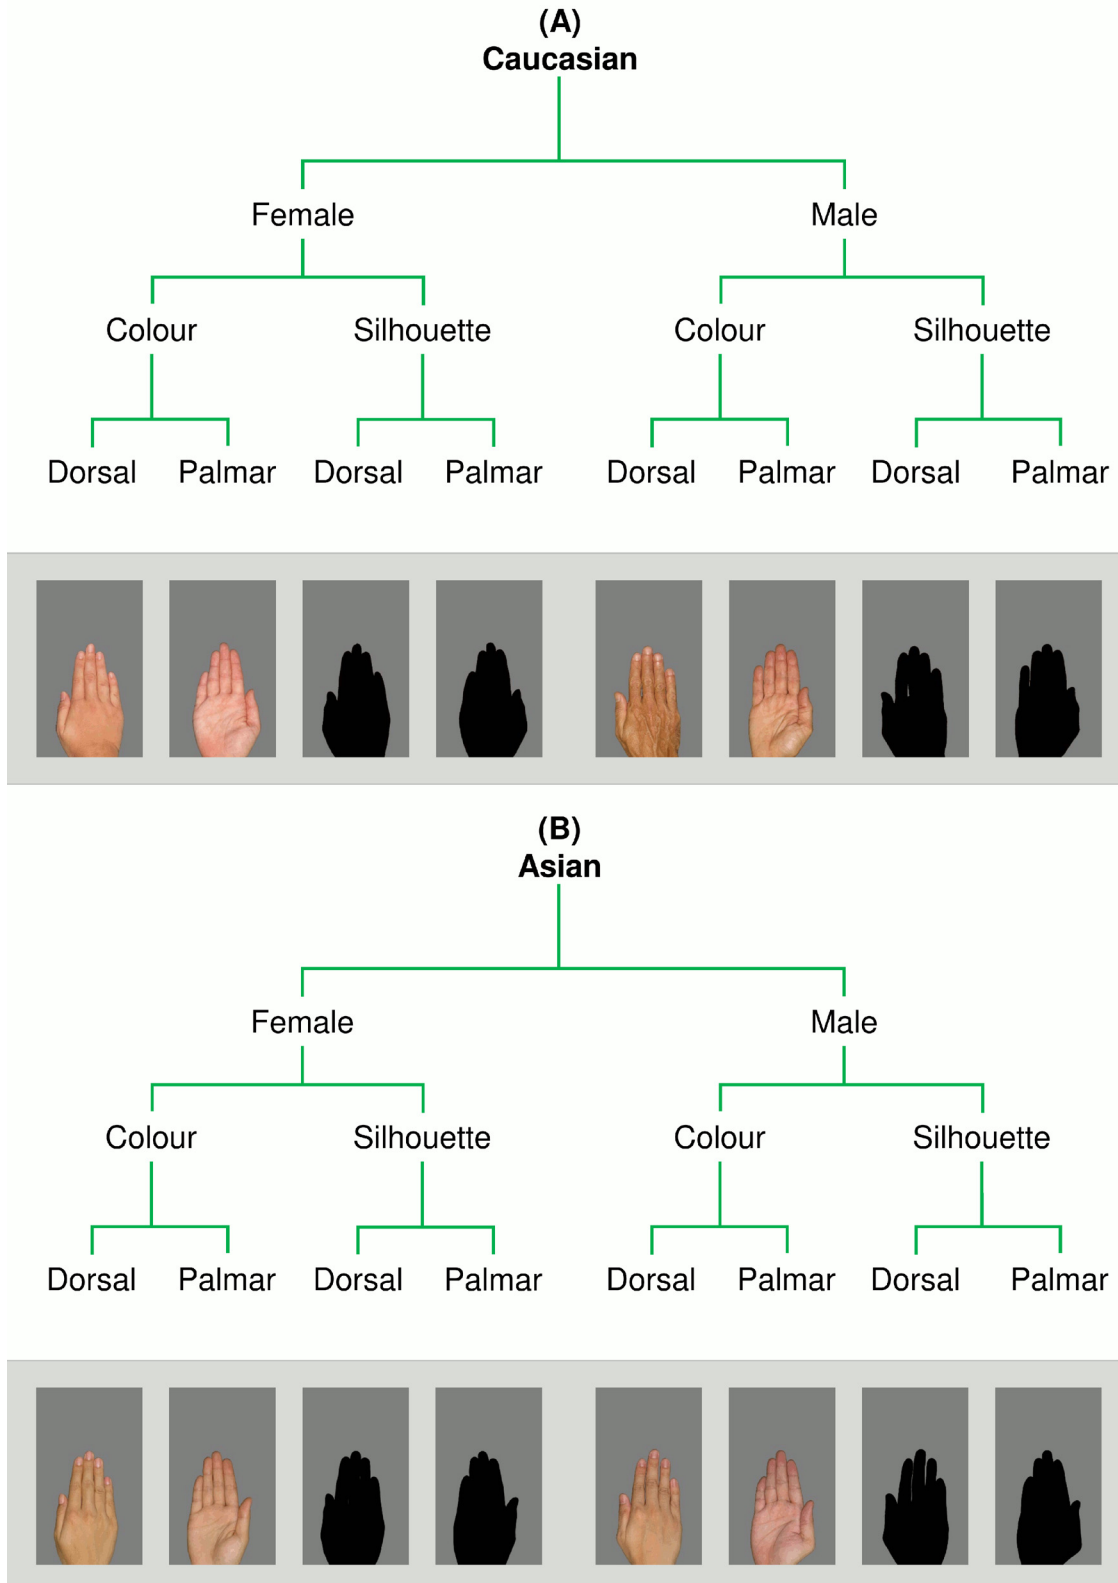 (A)
Caucasian
Female Male
Colour Silhouette Colour Silhouette
Dorsal Palmar Dorsal Palmar Dorsal Palmar Dorsal Palmar
(B)
Asian
Female Male
Colour Silhouette Colour Silhouette
Dorsal Palmar Dorsal Palmar Dorsal Palmar Dorsal Palmar